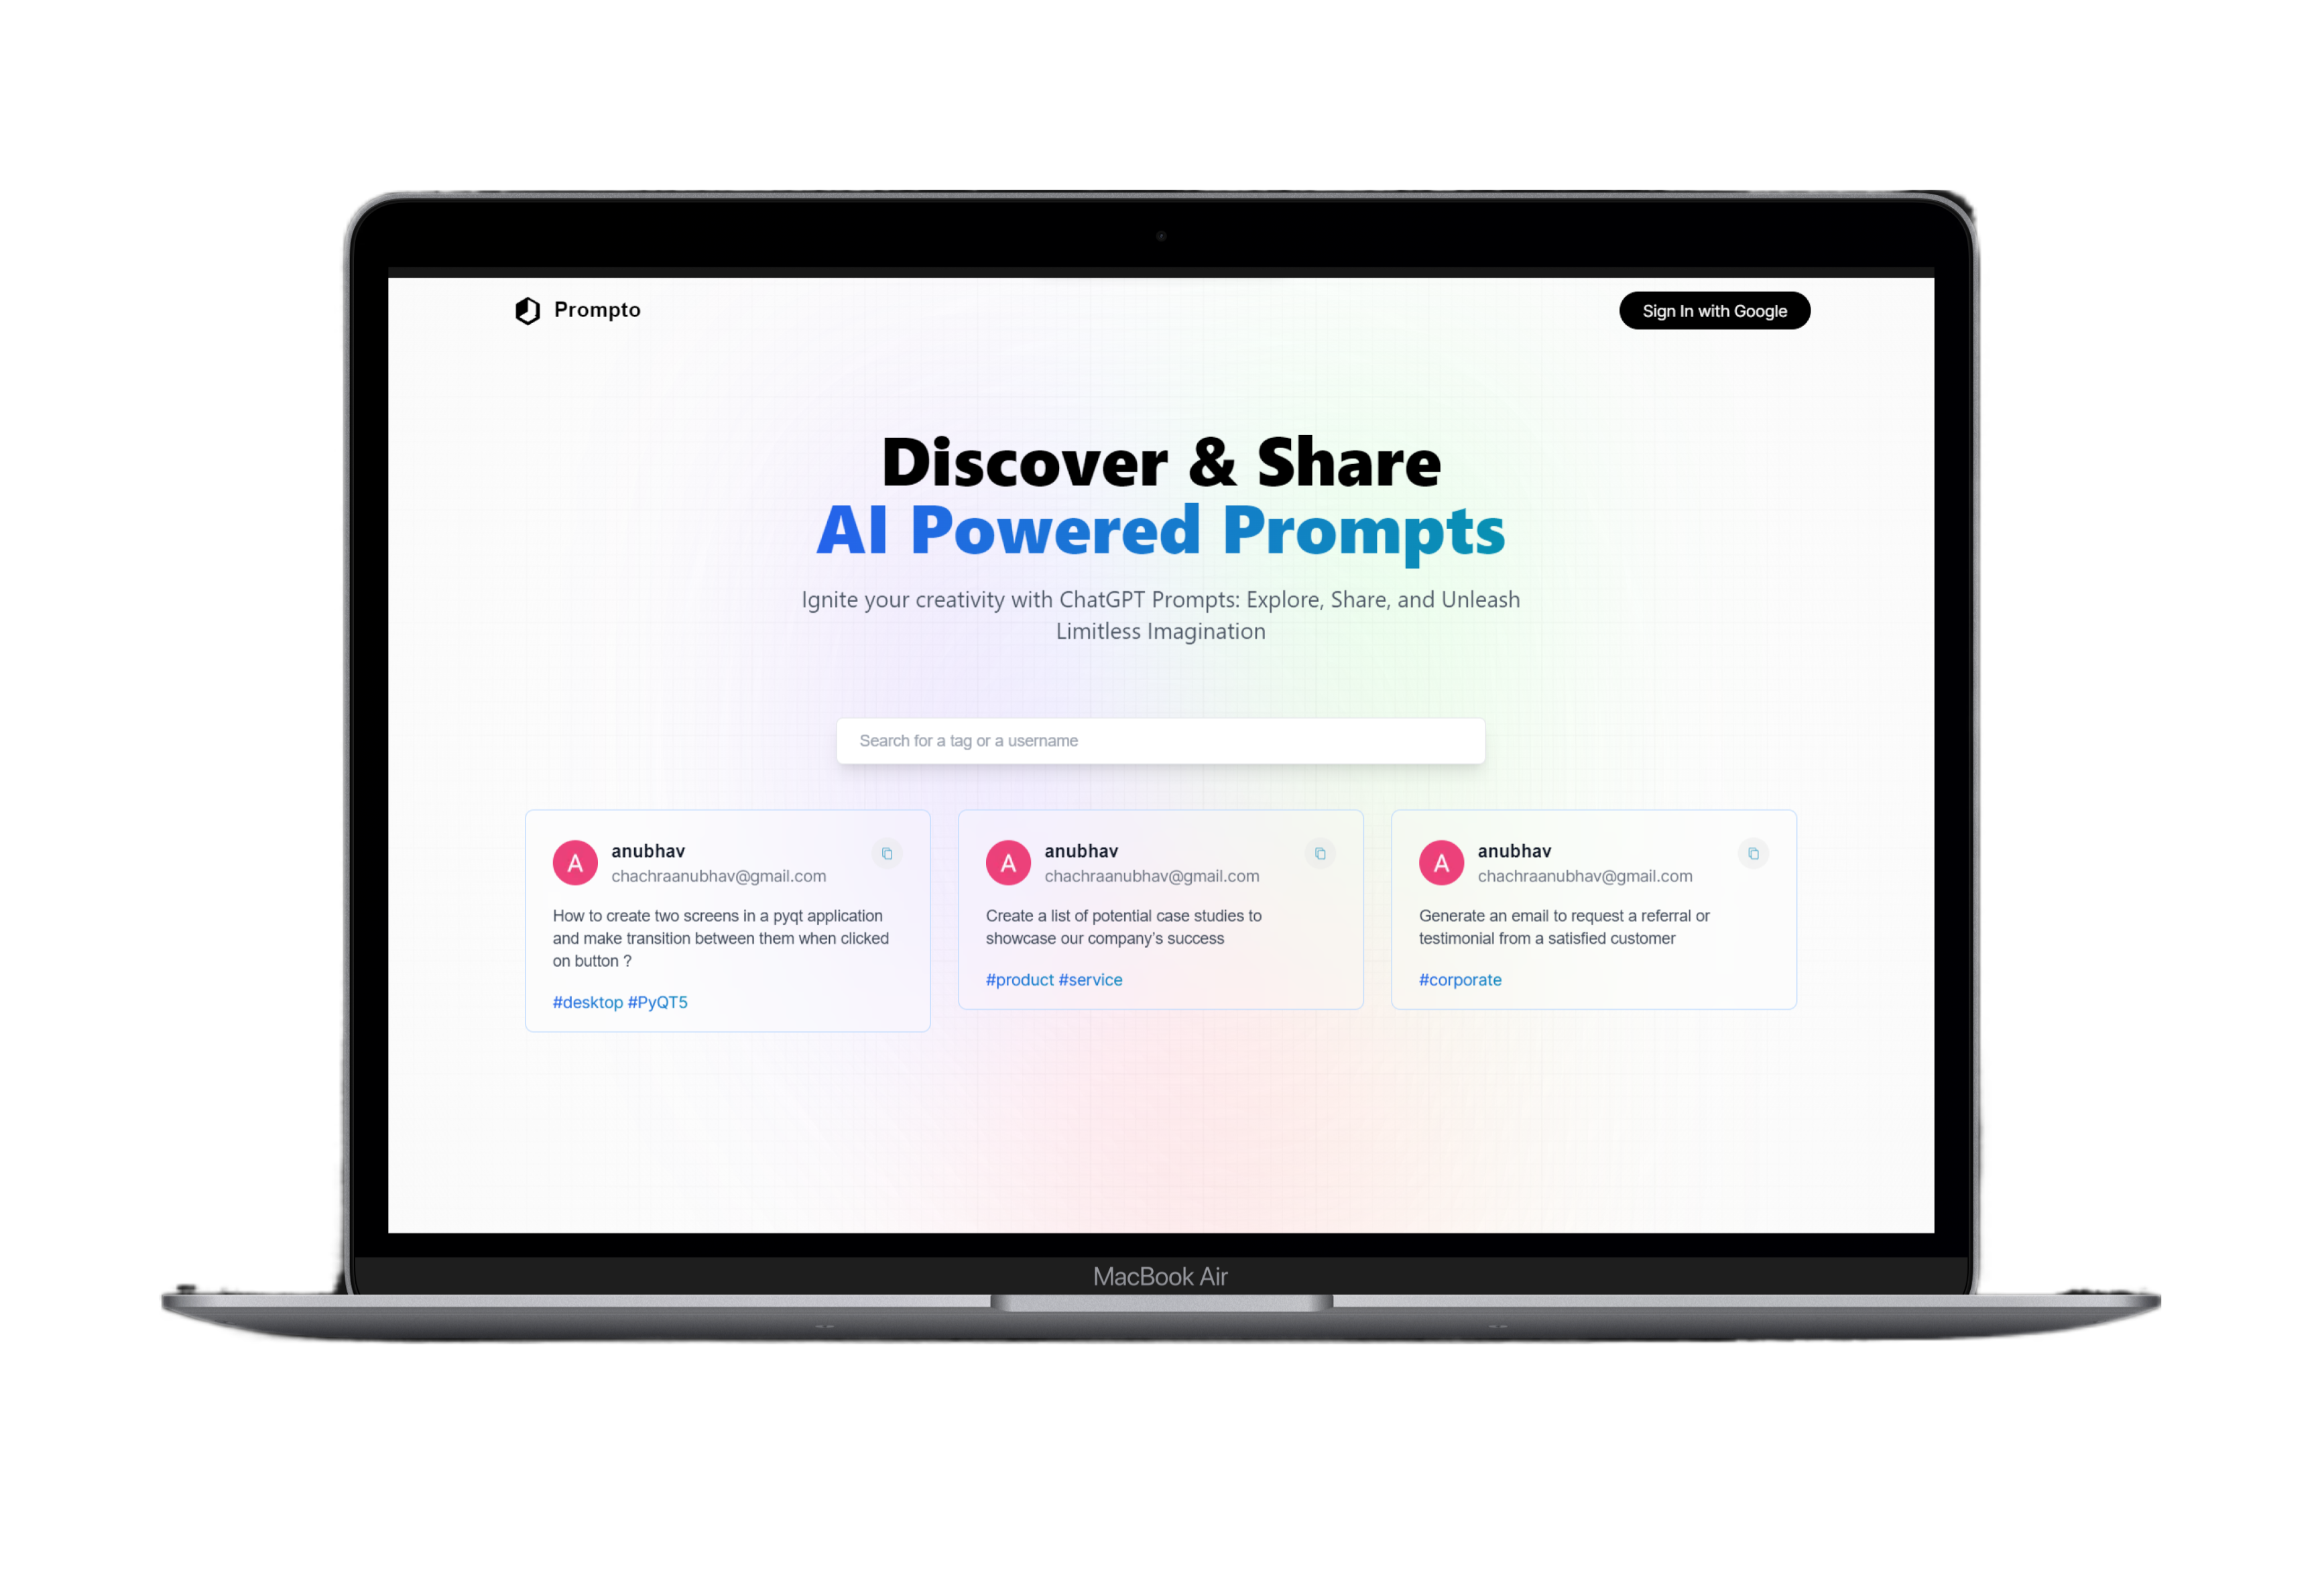 Prompto
Sign In with Google
Discover & Share
AI Powered Prompts
Ignite your creativity with ChatGPT Prompts: Explore, Share, and Unleash
Limitless Imagination
Search for a tag or a username
A
anubhav
chachraanubhav@gmail.com
How to create two screens in a pyqt application
and make transition between them when clicked
on button ?
#desktop #PyQT5
A
anubhav
chachraanubhav@gmail.com
Create a list of potential case studies to
showcase our company's success
#product #service
A
anubhav
chachraanubhav@gmail.com
Generate an email to request a referral or
testimonial from a satisfied customer
#corporate
MacBook Air